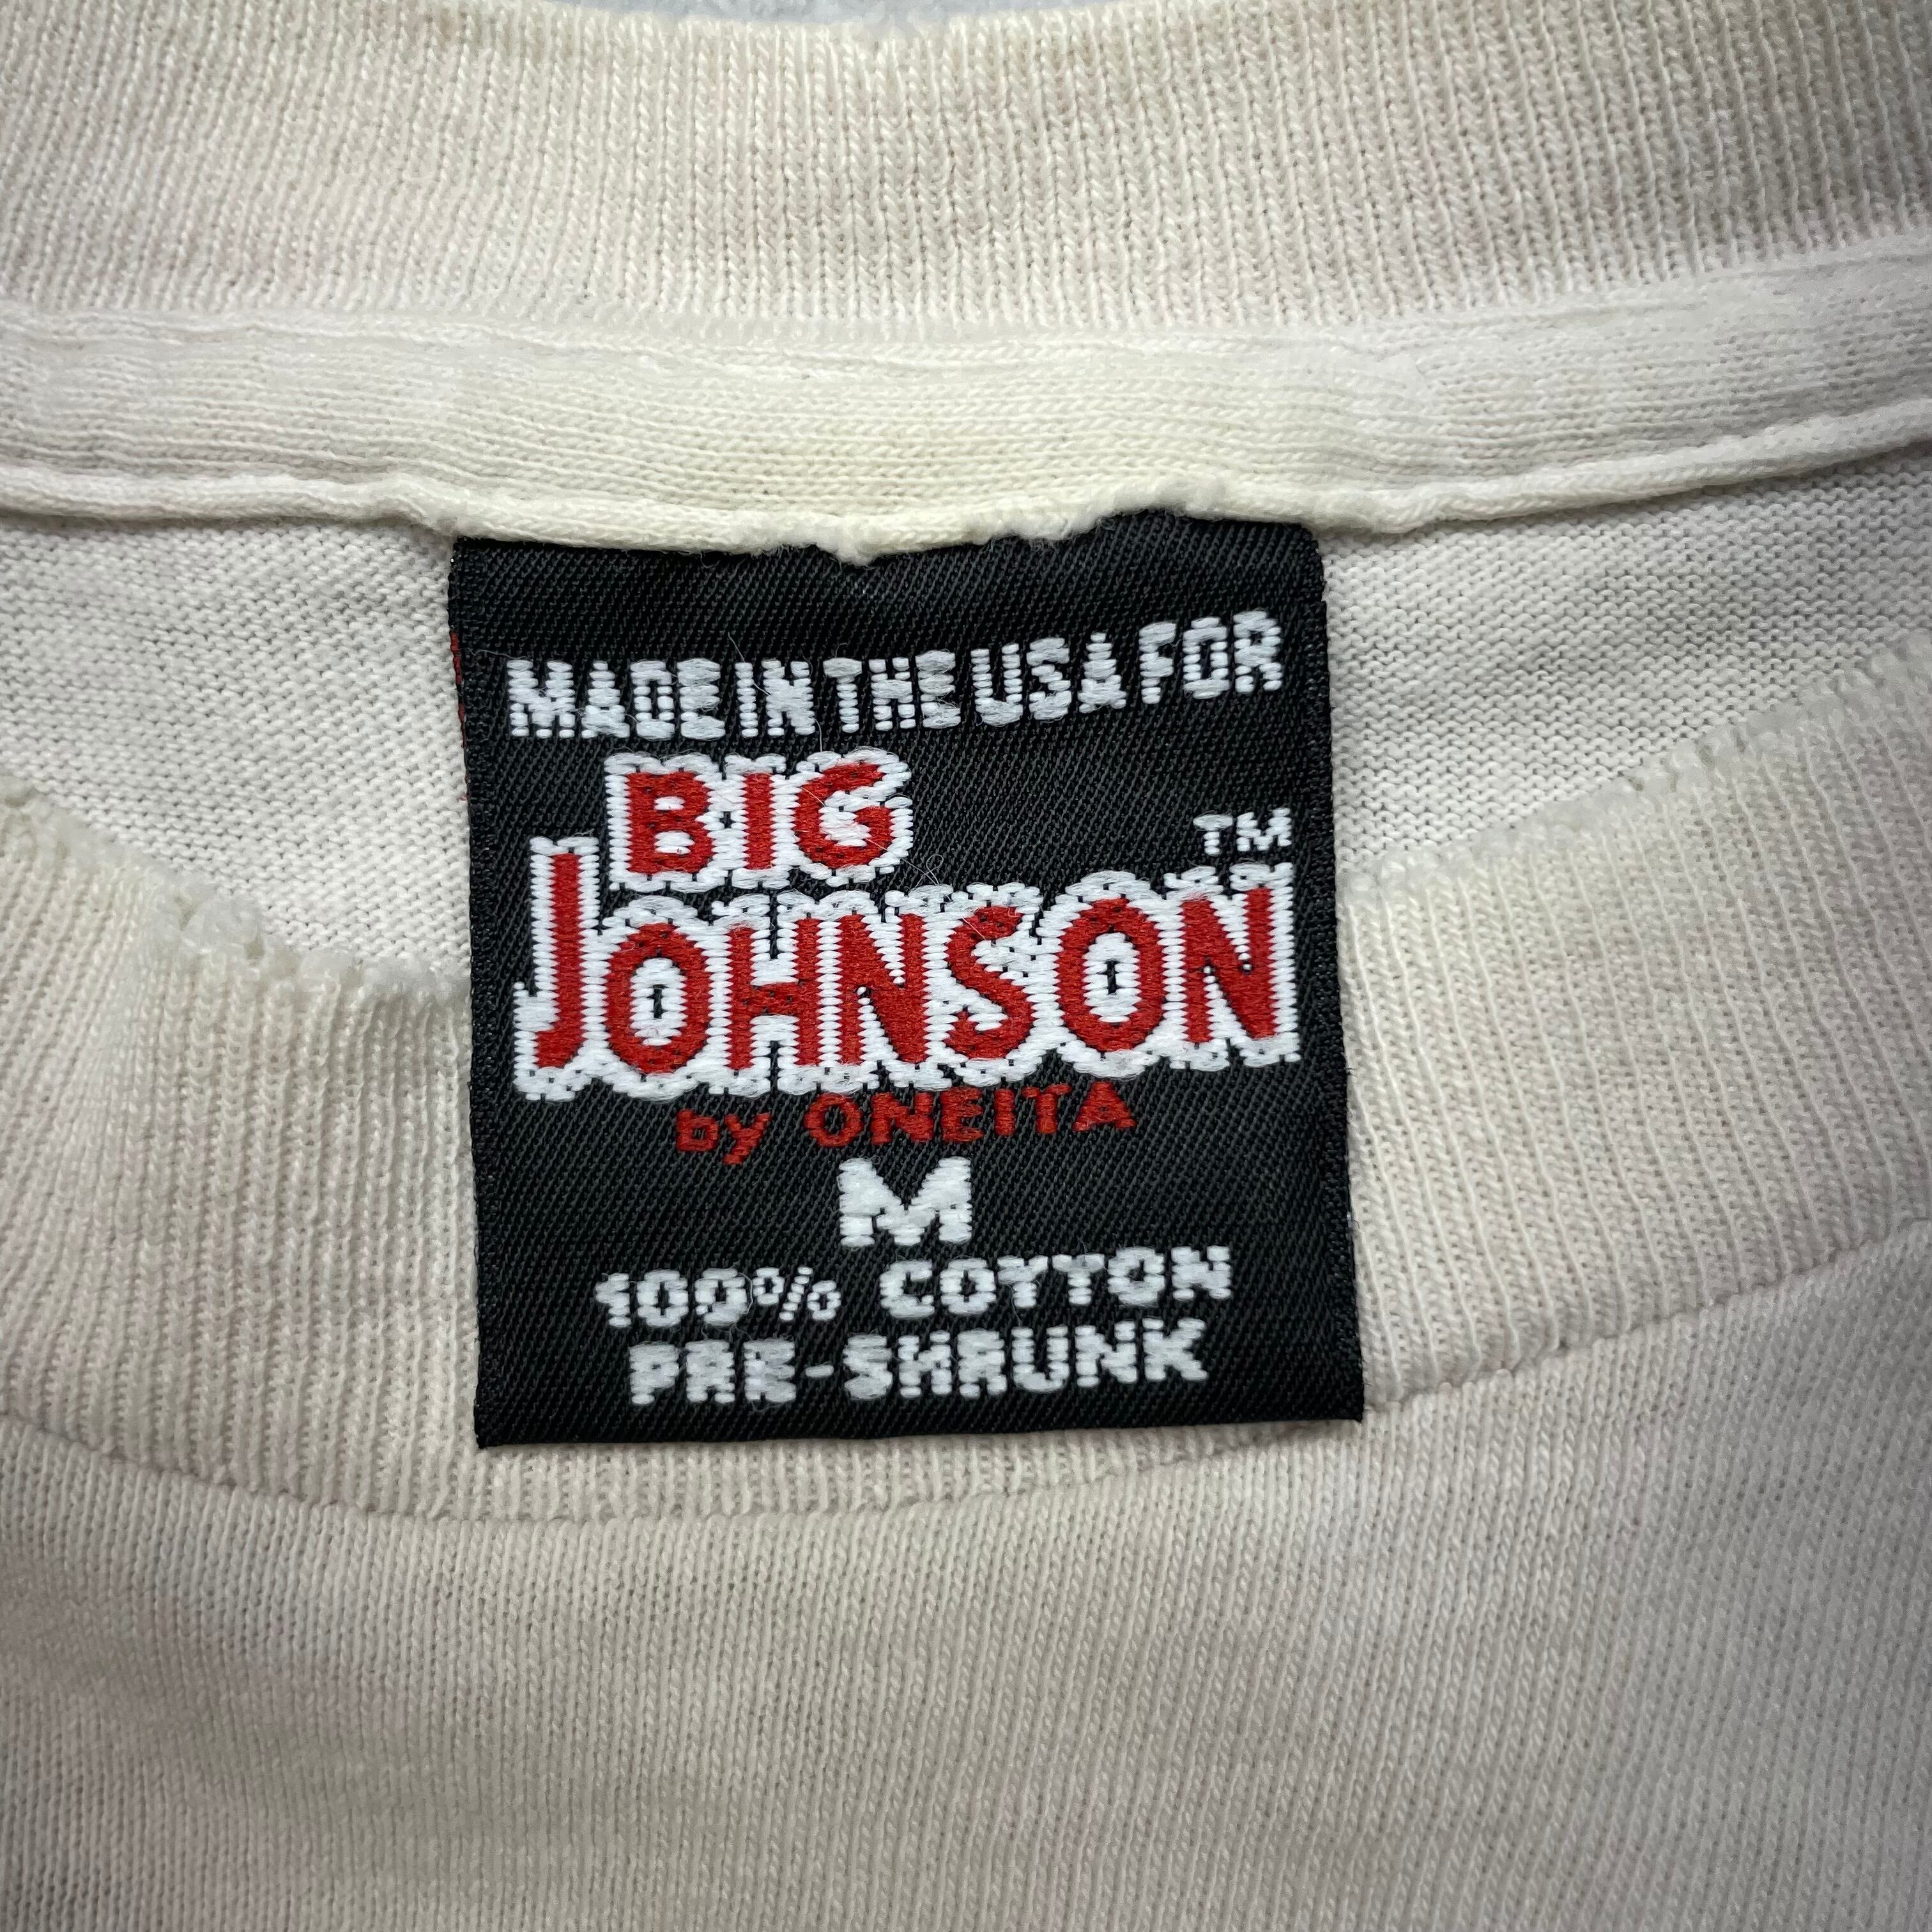 MADE IN THE USA FOR
BIG
JOHNSON TM
by ONEITA
M
100% COTTON
PRE-SHRUNK